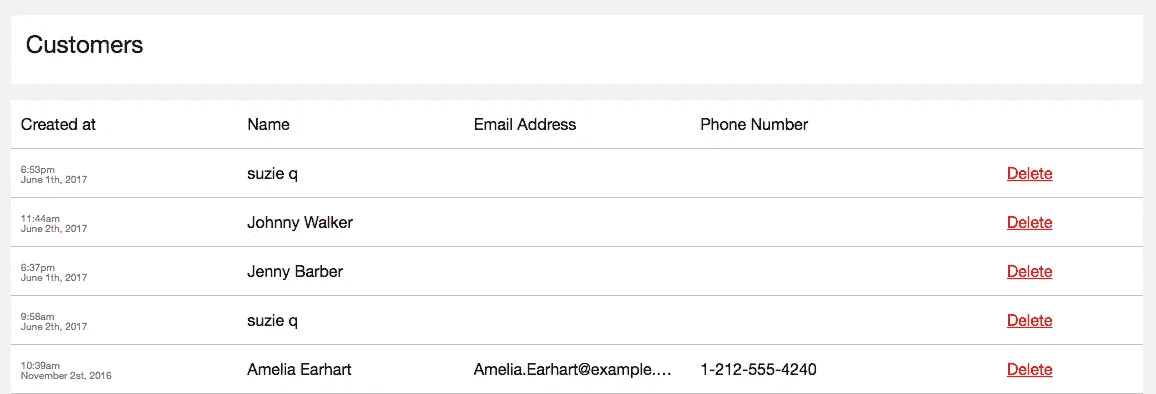 Customers
Created at Name Email Address Phone Number
6:53pm
June 1th, 2017
suzie q Delete
11:44am
June 2th, 2017
Johnny Walker Delete
6:37pm
June 1th, 2017
Jenny Barber Delete
9:58am
June 2th, 2017
suzie q Delete
10:39am
November 2st, 2016
Amelia Earhart Amelia.Earhart@example.... 1-212-555-4240 Delete